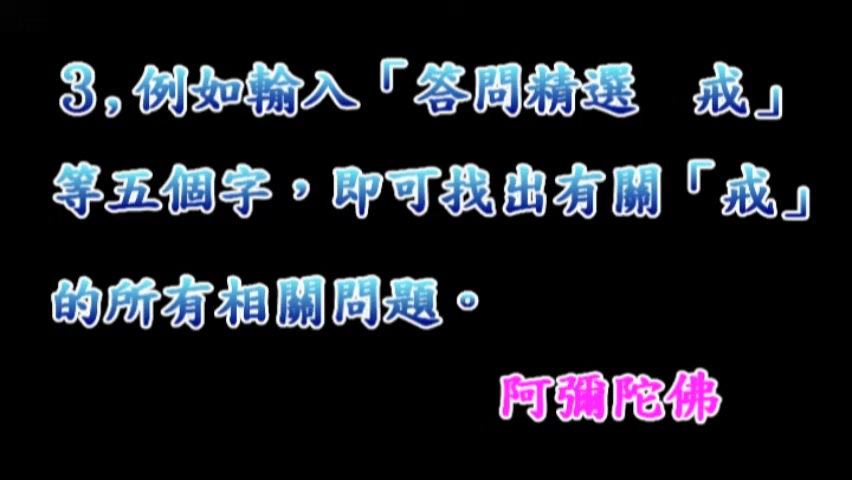 3,例如輸入「答問精選　戒」
等五個字，即可找出有關「戒」
的所有相關問題。
阿彌陀佛